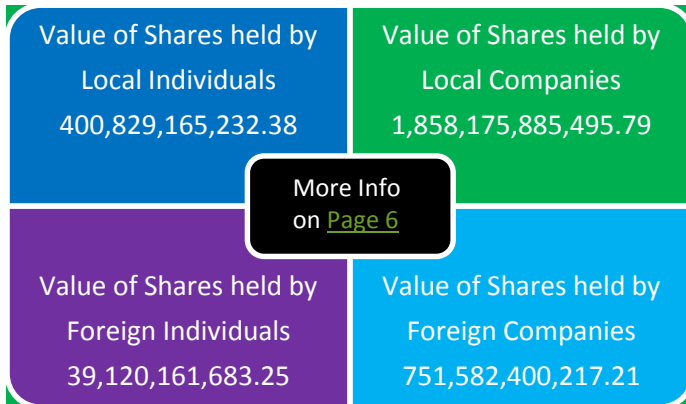 Value of Shares held by
Local Individuals
400,829,165,232.38
Value of Shares held by
Local Companies
1,858,175,885,495.79
More Info
on Page 6
Value of Shares held by
Foreign Individuals
39,120,161,683.25
Value of Shares held by
Foreign Companies
751,582,400,217.21